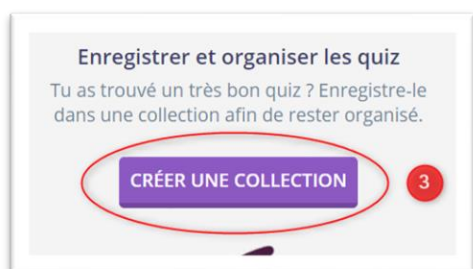 Enregistrer et organiser les quiz
Tu as trouvé un très bon quiz ? Enregistre-le
dans une collection afin de rester organisé.
CRÉER UNE COLLECTION
3